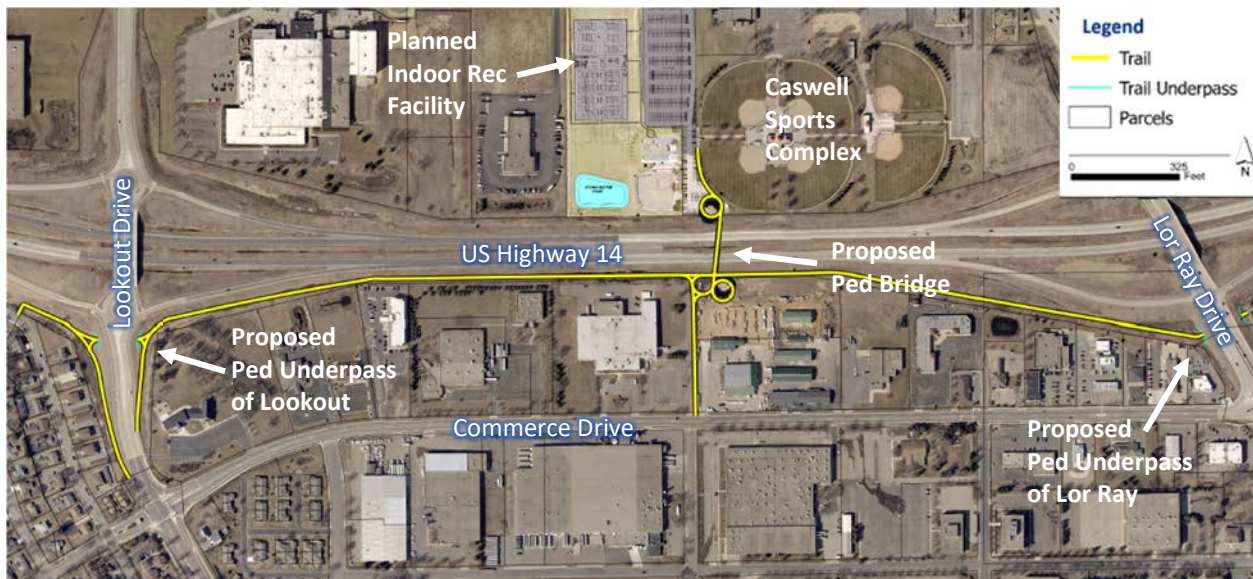 Planned
Indoor Rec
Facility
Caswell
Sports
Complex
Legend
Trail
Trail Underpass
Parcels
0
325
Feet
N
Lookout Drive
US Highway 14
Proposed
Ped Bridge
Lor Ray Drive
Proposed
Ped Underpass
of Lookout
Commerce Drive
Proposed
Ped Underpass
of Lor Ray